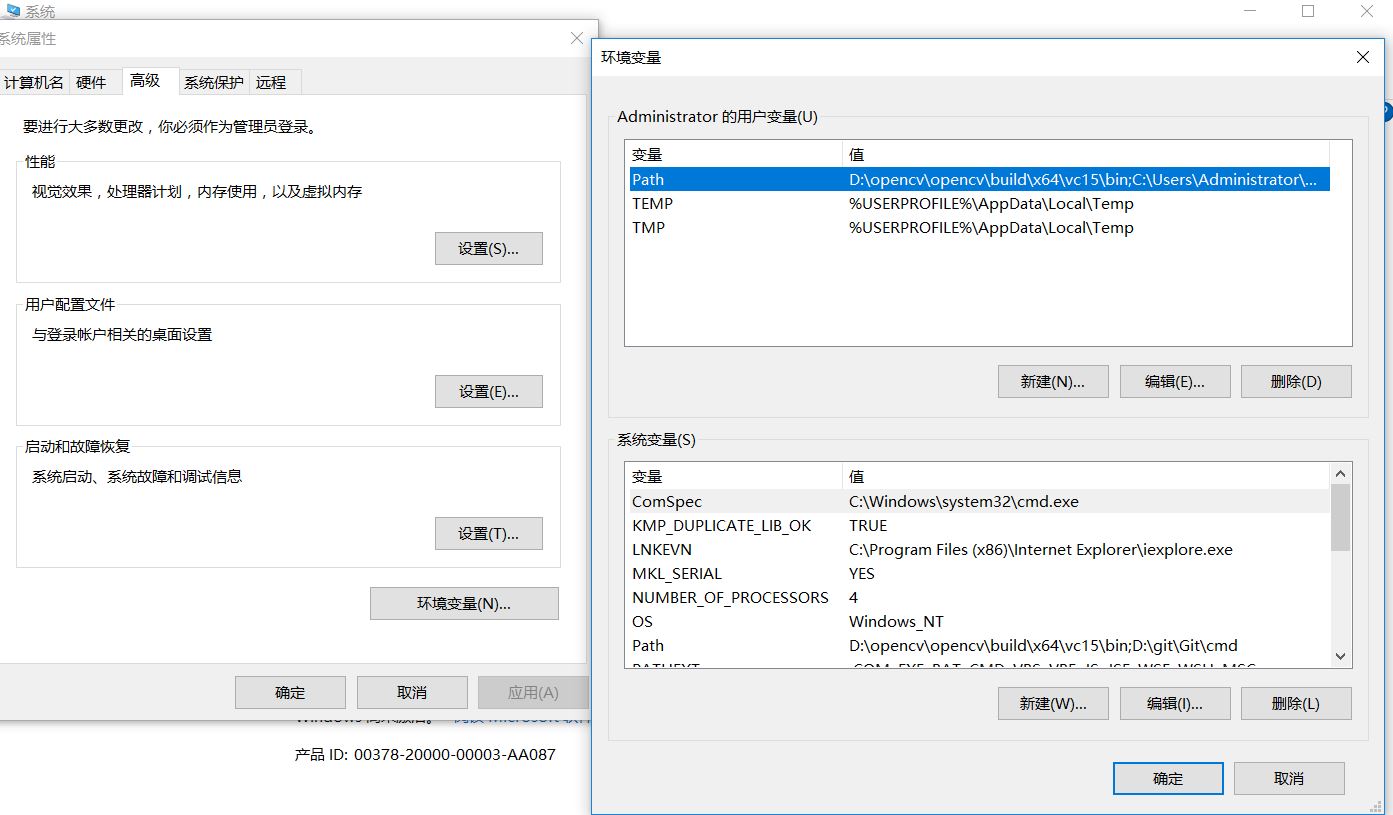 系统
系统属性
计算机名 硬件 高级 系统保护 远程
要进行大多数更改，你必须作为管理员登录。
性能
视觉效果，处理器计划，内存使用，以及虚拟内存
设置(S)...
用户配置文件
与登录帐户相关的桌面设置
设置(E)...
启动和故障恢复
系统启动、系统故障和调试信息
设置(T)...
环境变量(N)...
确定 取消 应用(A)
产品 ID: 00378-20000-00003-AA087
环境变量
Administrator 的用户变量(U)
变量 值
Path D:\opencv\opencv\build\x64\vc15\bin;C:\Users\Administrator\...
TEMP %USERPROFILE%\AppData\Local\Temp
TMP %USERPROFILE%\AppData\Local\Temp
新建(N)... 编辑(E)... 删除(D)
系统变量(S)
变量 值
ComSpec C:\Windows\system32\cmd.exe
KMP_DUPLICATE_LIB_OK TRUE
LNKEVN C:\Program Files (x86)\Internet Explorer\iexplore.exe
MKL_SERIAL YES
NUMBER_OF_PROCESSORS 4
OS Windows_NT
Path D:\opencv\opencv\build\x64\vc15\bin;D:\git\Git\cmd
新建(W)... 编辑(I)... 删除(L)
确定 取消